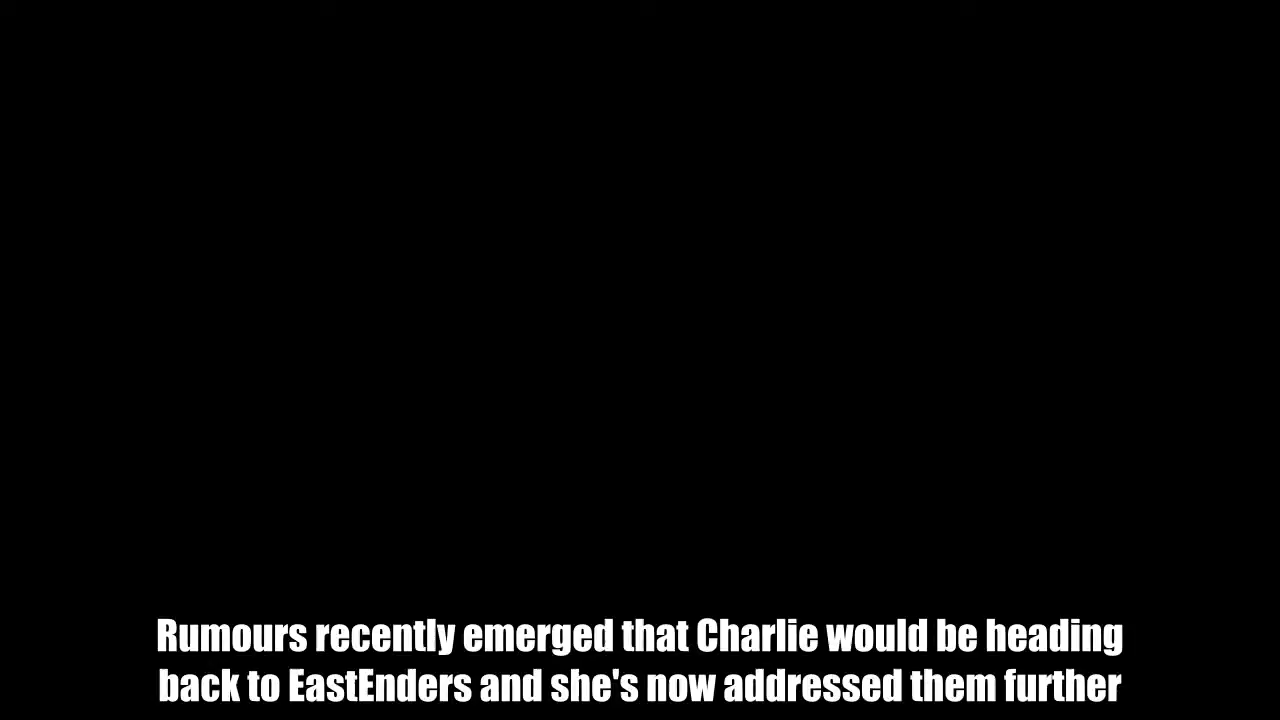 Rumours recently emerged that Charlie would be heading
back to EastEnders and she's now addressed them further